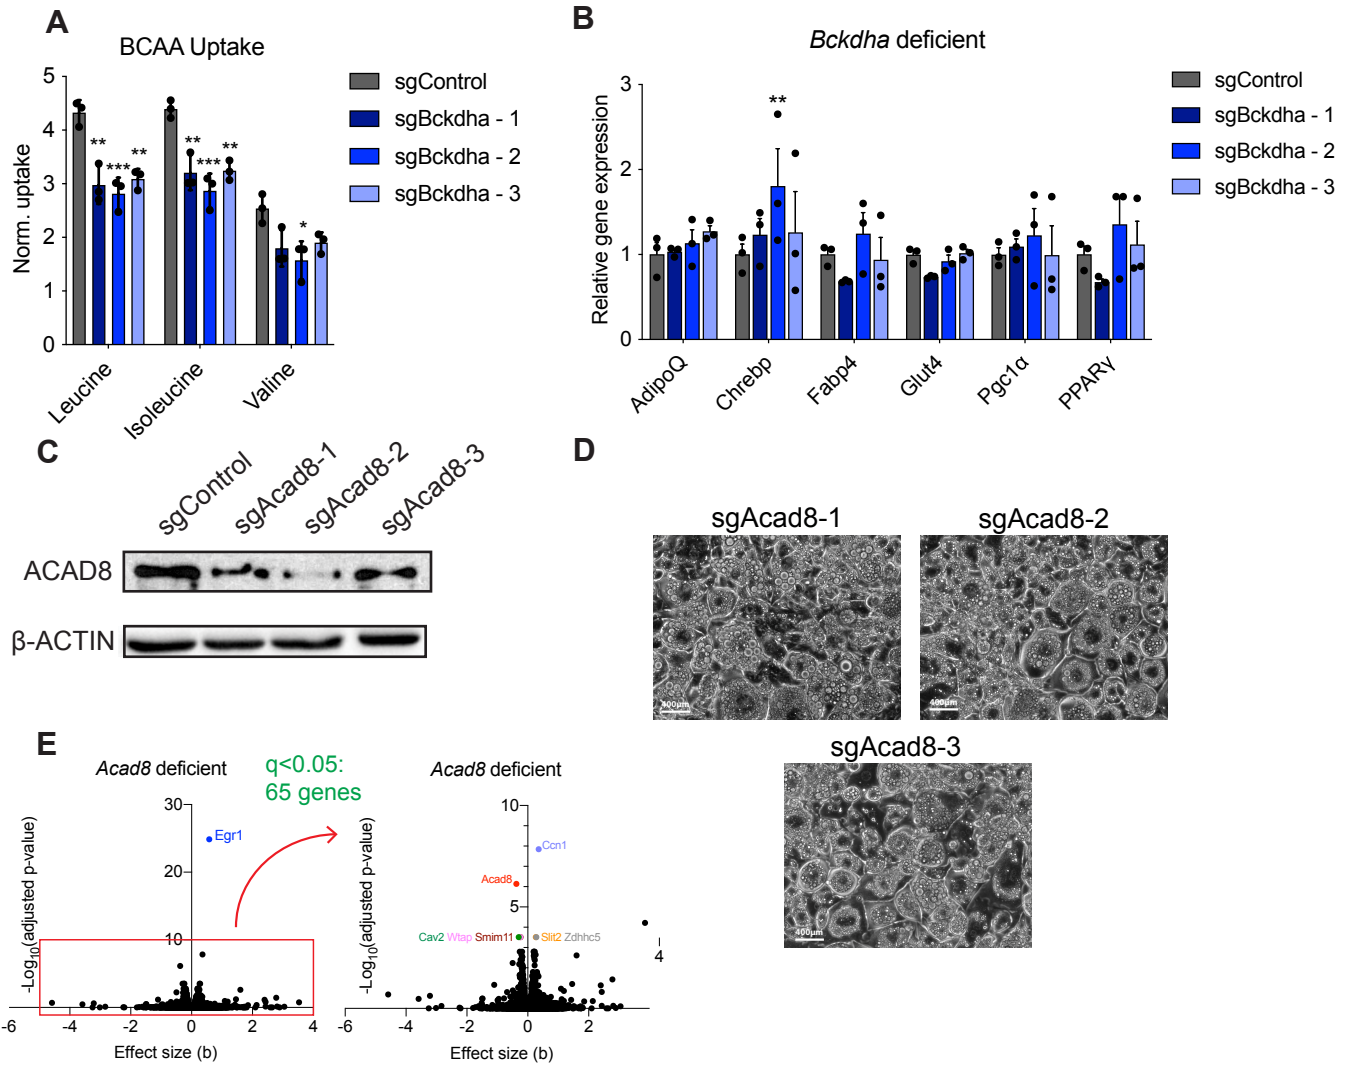 A
BCAA Uptake
Norm. uptake
5
4
3
2
1
0
** *** **
** *** **
*
Leucine
Isoleucine
Valine
sgControl
sgBckdha - 1
sgBckdha - 2
sgBckdha - 3
B
Bckdha deficient
Relative gene expression
3
2
1
0
**
AdipoQ
Chrebp
Fabp4
Glut4
Pgc1α
PPARγ
sgControl
sgBckdha - 1
sgBckdha - 2
sgBckdha - 3
C
sgControl
sgAcad8-1
sgAcad8-2
sgAcad8-3
ACAD8
β-ACTIN
D
sgAcad8-1
400μm
sgAcad8-2
400μm
sgAcad8-3
400μm
E
Acad8 deficient
-Log10(adjusted p-value)
30
20
10
Egr1
-6 -4 -2 0 2 4
Effect size (b)
q<0.05:
65 genes
Acad8 deficient
-Log10(adjusted p-value)
10
5
Ccn1
Acad8
Cav2 Wtap Smim11 Slit2 Zdhhc5
4
-6 -4 -2 0 2
Effect size (b)